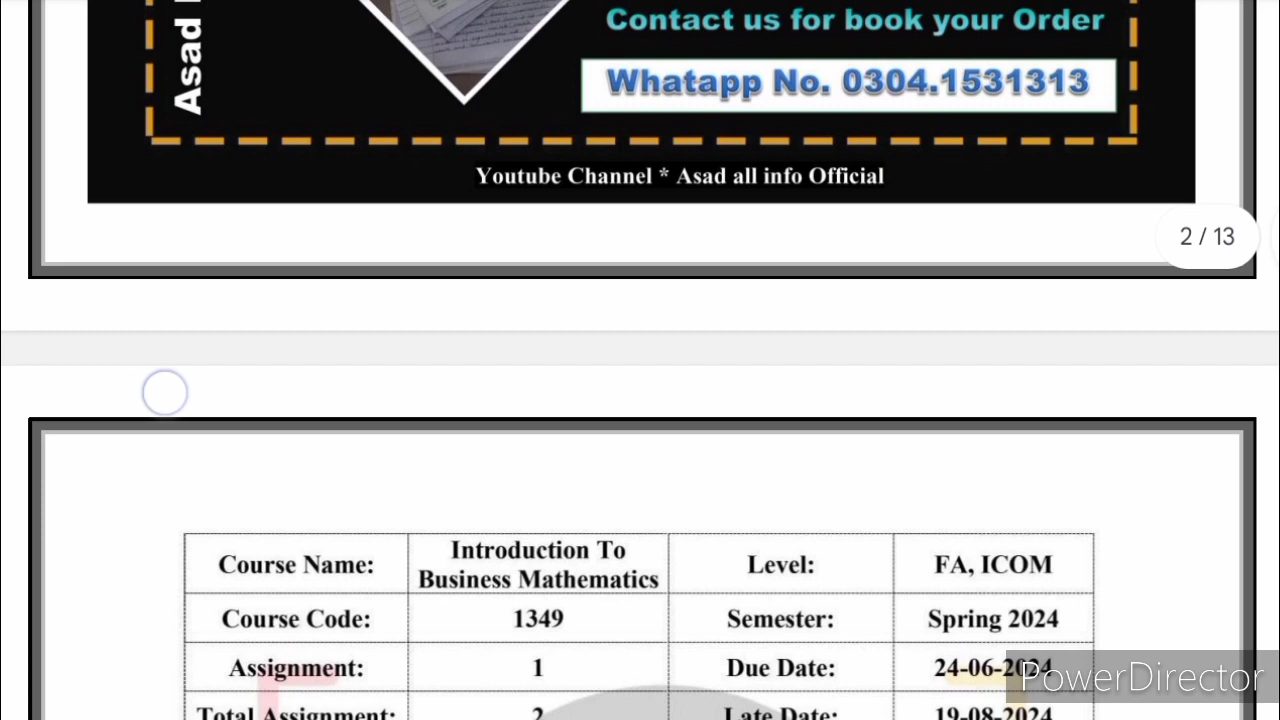 Asad
Contact us for book your Order
Whatapp No. 0304.1531313
Youtube Channel * Asad all info Official
2 / 13
Course Name: Introduction To Business Mathematics Level: FA, ICOM
Course Code: 1349 Semester: Spring 2024
Assignment: 1 Due Date: 24-06-2024
Total Assignment: 2 Late Date: 19-08-2024
PowerDirector